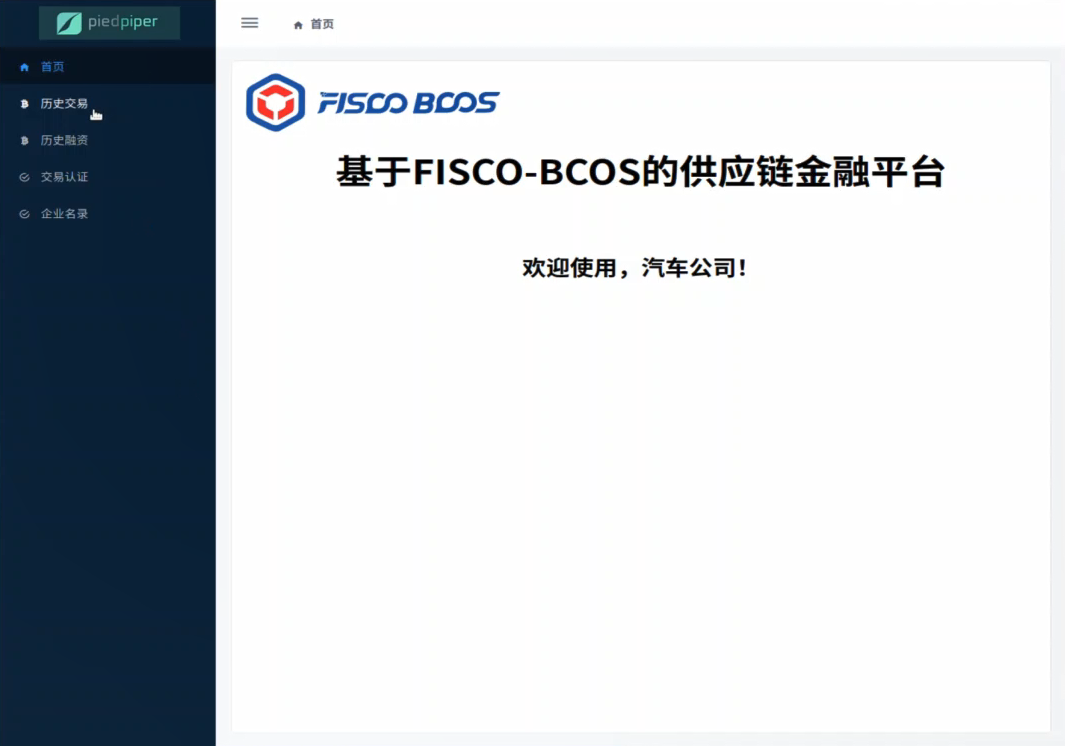 piedpiper
首页
首页
历史交易
历史融资
交易认证
企业名录
FISCO BCOS
基于FISCO-BCOS的供应链金融平台
欢迎使用，汽车公司！